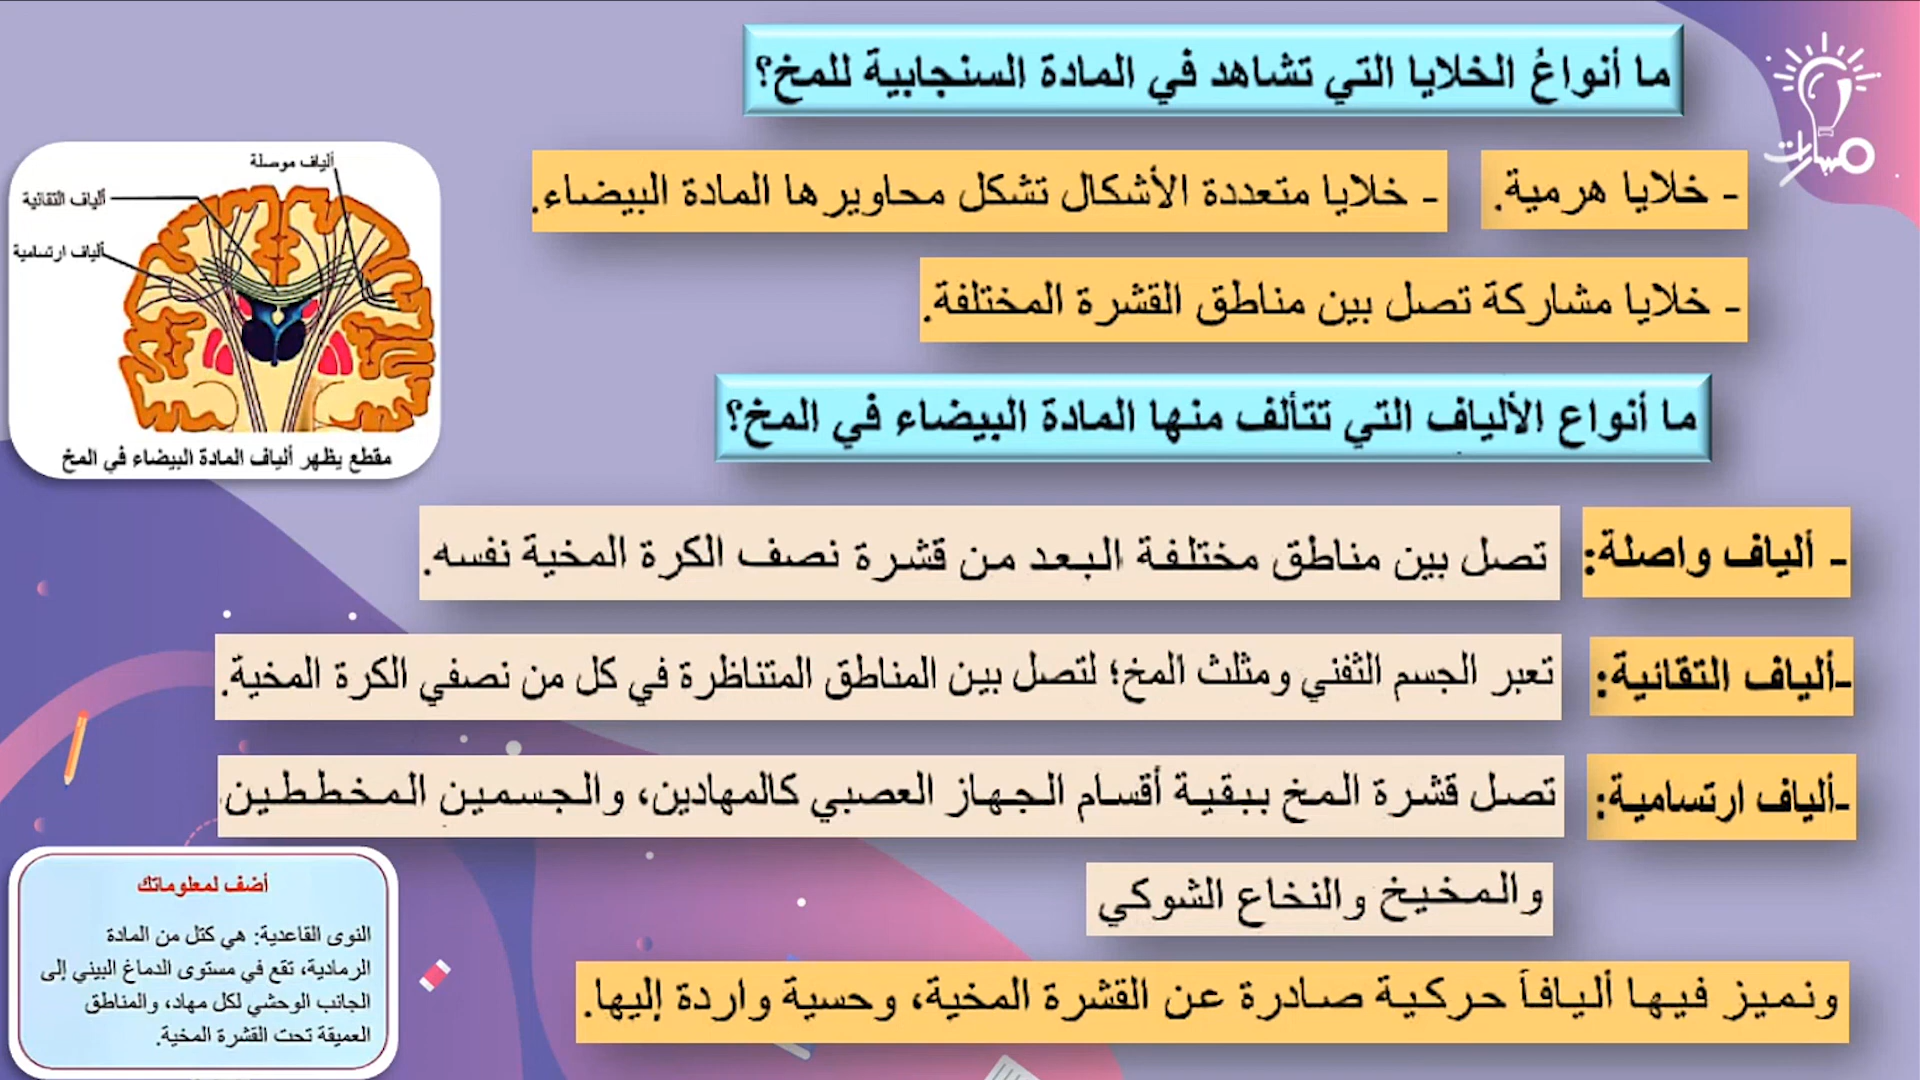 ما أنواعُ الخلايا التي تشاهد في المادة السنجابية للمخ؟
مسارات
- خلايا هرمية.
- خلايا متعددة الأشكال تشكل محاويرها المادة البيضاء.
- خلايا مشاركة تصل بين مناطق القشرة المختلفة.
ألياف موصلة
ألياف التقانية
ألياف ارتسامية
مقطع يظهر ألياف المادة البيضاء في المخ
ما أنواع الألياف التي تتألف منها المادة البيضاء في المخ؟
- ألياف واصلة:
تصل بين مناطق مختلفة البعد من قشرة نصف الكرة المخية نفسه.
-ألياف التقانية:
تعبر الجسم الثفني ومثلث المخ؛ لتصل بين المناطق المتناظرة في كل من نصفي الكرة المخية.
-ألياف ارتسامية:
تصل قشرة المخ ببقية أقسام الجهاز العصبي كالمهادين، والجسمين المخططين
والمخيخ والنخاع الشوكي
ونميز فيها أليافاً حركية صادرة عن القشرة المخية، وحسية واردة إليها.
أضف لمعلوماتك
النوى القاعدية: هي كتل من المادة
الرمادية، تقع في مستوى الدماغ البيني إلى
الجانب الوحشي لكل مهاد، والمناطق
العميقة تحت القشرة المخية.